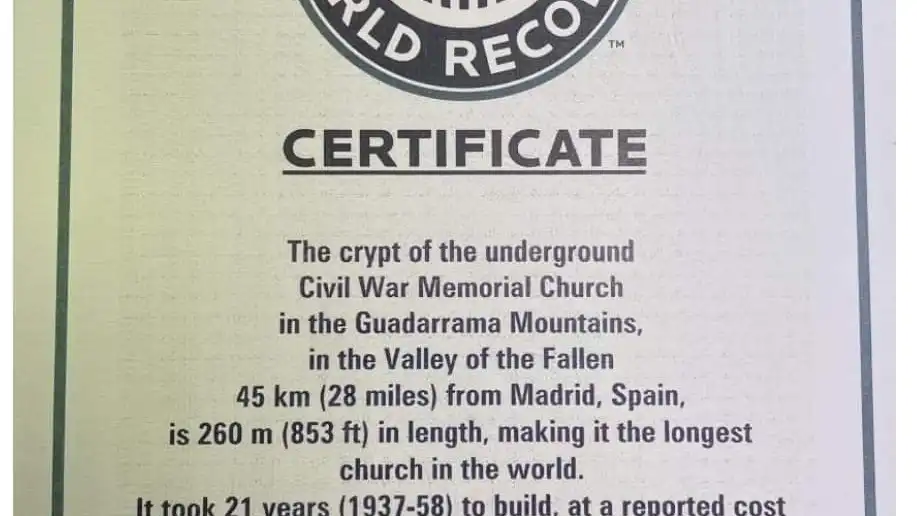 RLD RECO
TM
CERTIFICATE
The crypt of the underground
Civil War Memorial Church
in the Guadarrama Mountains,
in the Valley of the Fallen
45 km (28 miles) from Madrid, Spain,
is 260 m (853 ft) in length, making it the longest
church in the world.
It took 21 years (1937-58) to build, at a reported cost